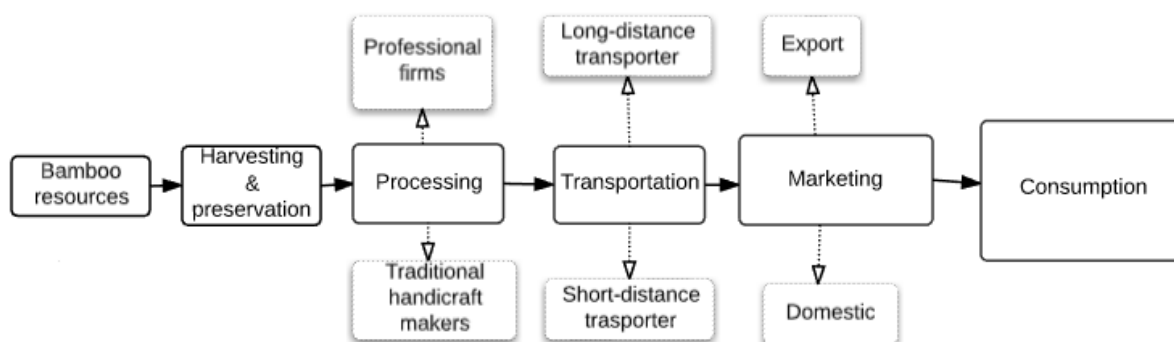 Professional
firms
Long-distance
transporter
Export
Bamboo
resources
Harvesting
&
preservation
Processing
Transportation
Marketing
Consumption
Traditional
handicraft
makers
Short-distance
trasporter
Domestic